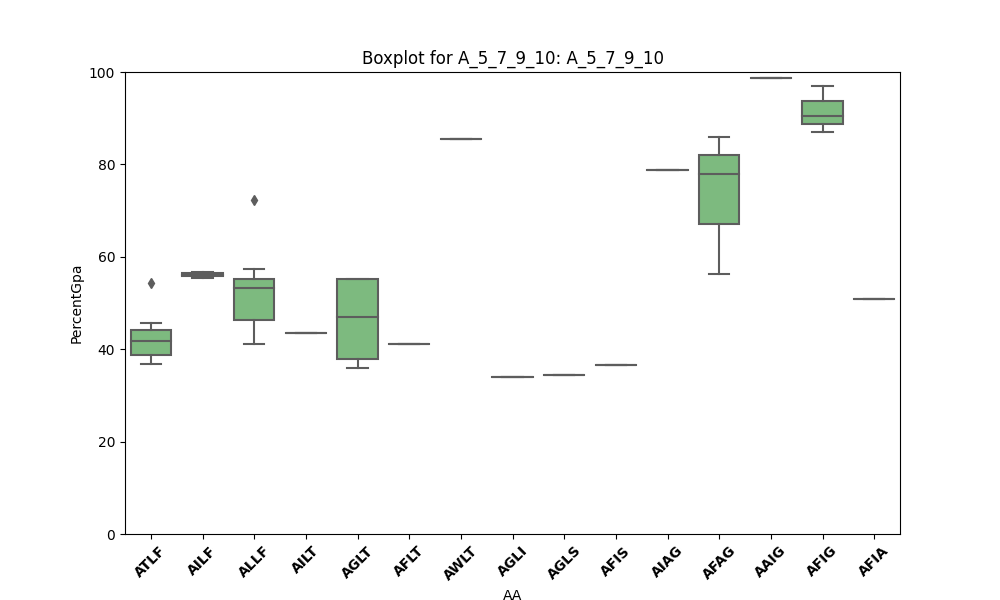 Boxplot for A_5_7_9_10: A_5_7_9_10
PercentGpa
100
80
60
40
20
0
ATLF AILF ALLF AILT AGLT AFLT AWLT AGLI AGLS AFIS AIAG AFAG AAIG AFIG AFIA
AA